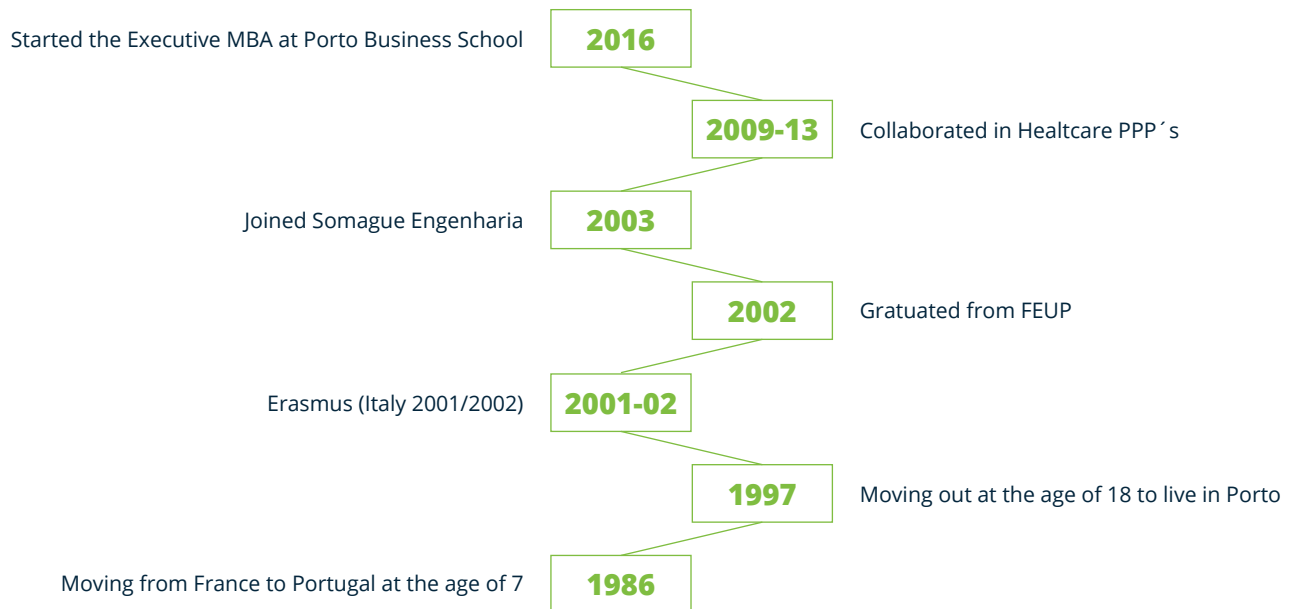 Started the Executive MBA at Porto Business School
2016
2009-13
Collaborated in Healtcare PPP´s
Joined Somague Engenharia
2003
2002
Gratuated from FEUP
Erasmus (Italy 2001/2002)
2001-02
1997
Moving out at the age of 18 to live in Porto
Moving from France to Portugal at the age of 7
1986